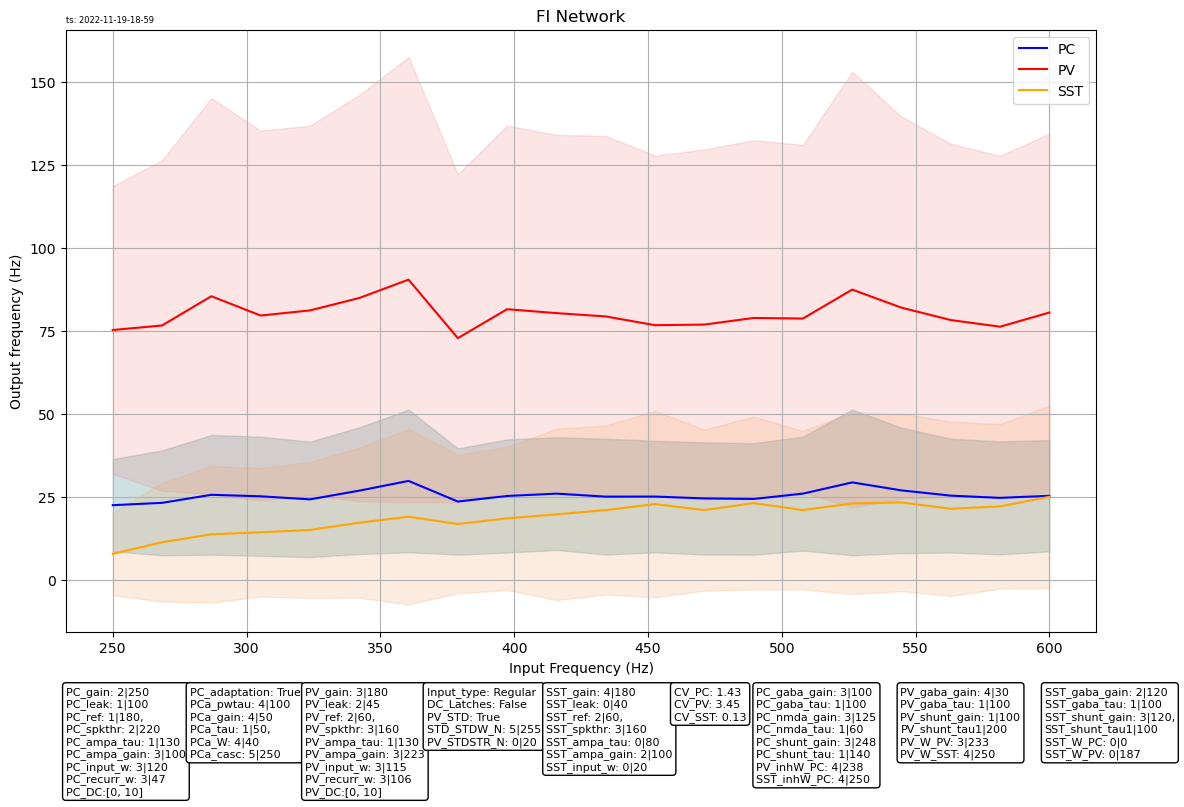 ts: 2022-11-19-18-59
FI Network
PC
PV
SST
Output frequency (Hz)
150
125
100
75
50
25
0
250
300
350
400
450
500
550
600
Input Frequency (Hz)
PC_gain: 2|250
PC_leak: 1|100
PC_ref: 1|180,
PC_spkthr: 2|220
PC_ampa_tau: 1|130
PC_ampa_gain: 3|100
PC_input_w: 3|120
PC_recurr_w: 3|47
PC_DC:[0, 10]
PC_adaptation: True
PCa_pwtau: 4|100
PCa_gain: 4|50
PCa_tau: 1|50,
PCa_W: 4|40
PCa_casc: 5|250
PV_gain: 3|180
PV_leak: 2|45
PV_ref: 2|60,
PV_spkthr: 3|160
PV_ampa_tau: 1|130
PV_ampa_gain: 3|223
PV_input_w: 3|115
PV_recurr_w: 3|106
PV_DC:[0, 10]
Input_type: Regular
DC_Latches: False
PV_STD: True
STD_STDW_N: 5|255
PV_STDSTR_N: 0|20
SST_gain: 4|180
SST_leak: 0|40
SST_ref: 2|60,
SST_spkthr: 3|160
SST_ampa_tau: 0|80
SST_ampa_gain: 2|100
SST_input_w: 0|20
CV_PC: 1.43
CV_PV: 3.45
CV_SST: 0.13
PC_gaba_gain: 3|100
PC_gaba_tau: 1|100
PC_nmda_gain: 3|125
PC_nmda_tau: 1|60
PC_shunt_gain: 3|248
PC_shunt_tau: 1|140
PV_inhW_PC: 4|238
SST_inhW_PC: 4|250
PV_gaba_gain: 4|30
PV_gaba_tau: 1|100
PV_shunt_gain: 1|100
PV_shunt_tau1|200
PV_W_PV: 3|233
PV_W_SST: 4|250
SST_gaba_gain: 2|120
SST_gaba_tau: 1|100
SST_shunt_gain: 3|120,
SST_shunt_tau1|100
SST_W_PC: 0|0
SST_W_PV: 0|187